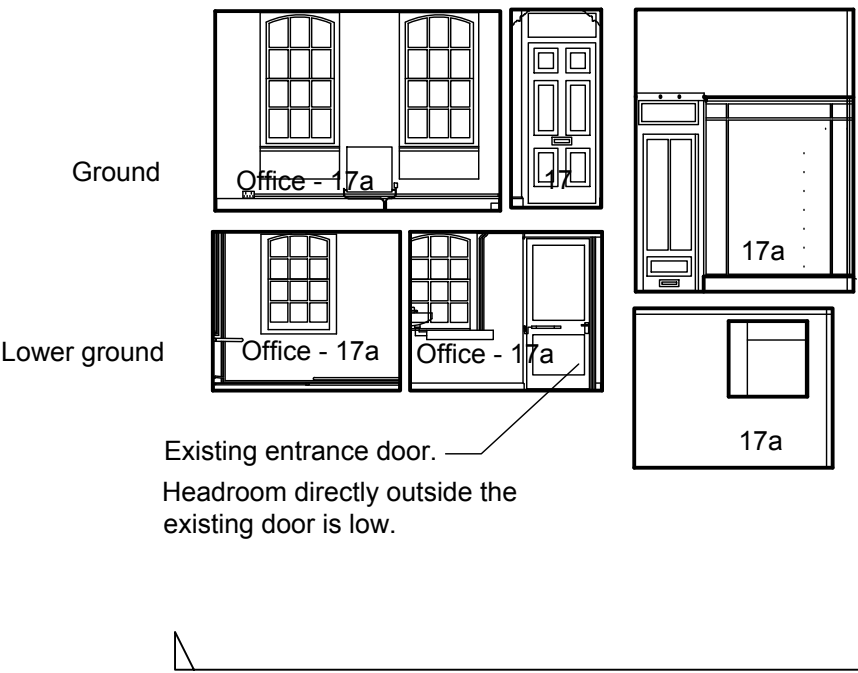 Ground
Office - 17a
17
17a
Lower ground
Office - 17a
Office - 17a
17a
Existing entrance door.
Headroom directly outside the
existing door is low.